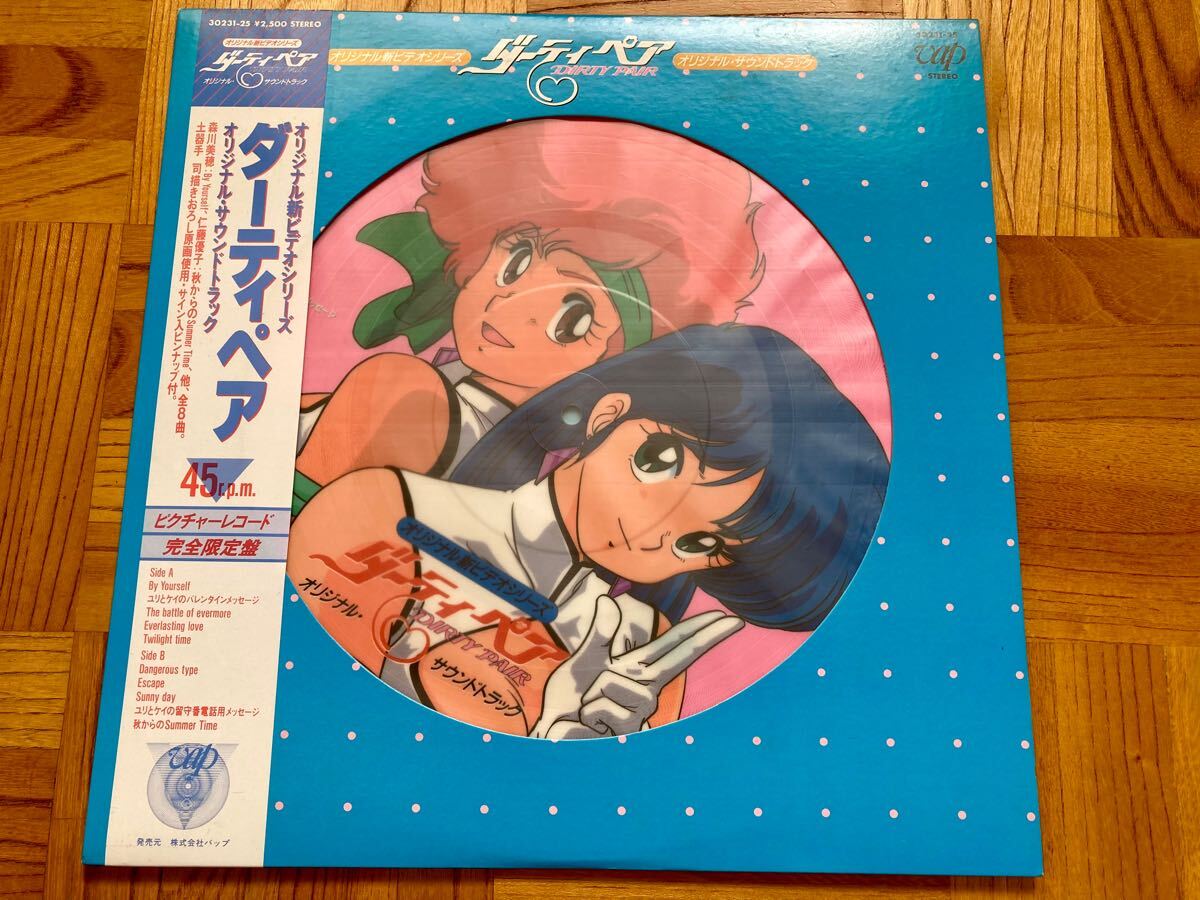 30231-25 ¥2,500 STEREO
オリジナル新ビデオシリーズ
ダーティペア
DIRTY PAIR
オリジナル・サウンドトラック
オリジナル新ビデオシリーズ
オリジナル・サウンドトラック
ダーティペア
森川美穂:By Yourself、仁藤優子:秋からのSummer Time、他、全8曲。
土器手 司描きおろし原画使用・サイン入ピンナップ付。
45r.p.m.
ピクチャーレコード
完全限定盤
Side A
By Yourself
ユリとケイのバレンタインメッセージ
The battle of evermore
Everlasting love
Twilight time
Side B
Dangerous type
Escape
Sunny day
ユリとケイの留守番電話用メッセージ
秋からのSummer Time
vap
発売元 株式会社バップ
オリジナル新ビデオシリーズ
ダーティペア
DIRTY PAIR
オリジナル・サウンドトラック
30231-25
vap
STEREO
オリジナル新ビデオシリーズ
ダーティペア
DIRTY PAIR
オリジナル・
サウンドトラック